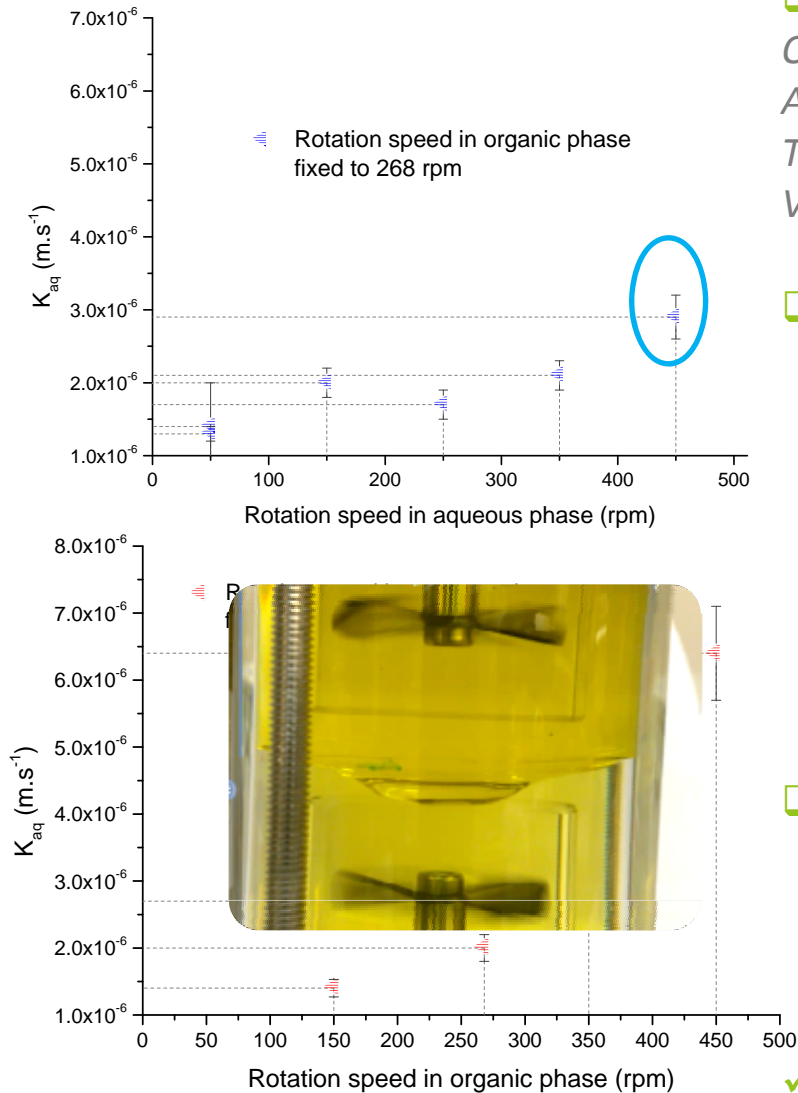 7.0x10⁻⁶
6.0x10⁻⁶
5.0x10⁻⁶
4.0x10⁻⁶
3.0x10⁻⁶
2.0x10⁻⁶
1.0x10⁻⁶
K_aq (m.s⁻¹)
Rotation speed in organic phase
fixed to 268 rpm
0 100 200 300 400 500
Rotation speed in aqueous phase (rpm)
8.0x10⁻⁶
7.0x10⁻⁶
6.0x10⁻⁶
5.0x10⁻⁶
4.0x10⁻⁶
3.0x10⁻⁶
2.0x10⁻⁶
1.0x10⁻⁶
K_aq (m.s⁻¹)
0 50 100 150 200 250 300 350 400 450 500
Rotation speed in organic phase (rpm)